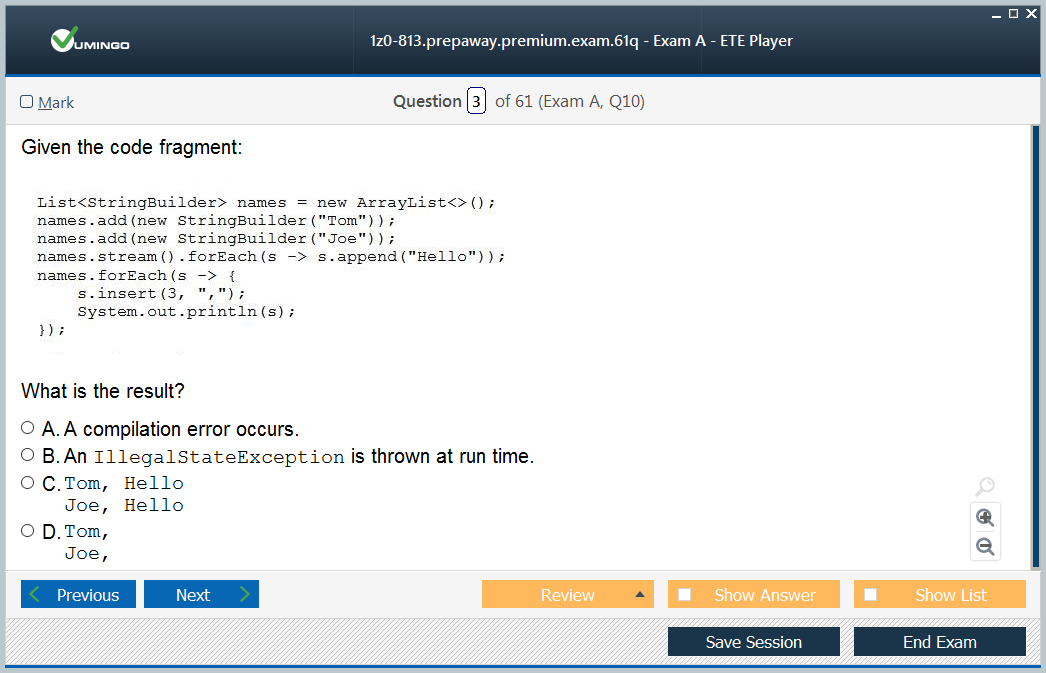 VUMINGO
1z0-813.prepaway.premium.exam.61q - Exam A - ETE Player
Mark
Question 3 of 61 (Exam A, Q10)
Given the code fragment:
List<StringBuilder> names = new ArrayList<>();
names.add(new StringBuilder("Tom"));
names.add(new StringBuilder("Joe"));
names.stream().forEach(s -> s.append("Hello"));
names.forEach(s -> {
    s.insert(3, ",");
    System.out.println(s);
});
What is the result?
A. A compilation error occurs.
B. An IllegalStateException is thrown at run time.
C. Tom, Hello
Joe, Hello
D. Tom,
Joe,
Previous
Next
Review
Show Answer
Show List
Save Session
End Exam